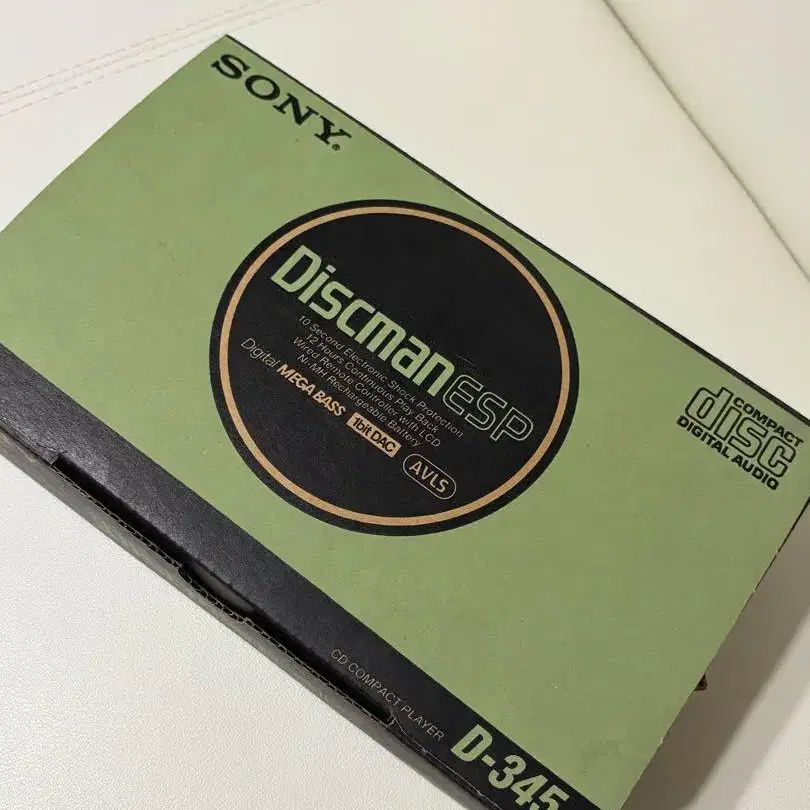 SONY®
Discman ESP
10 Second Electronic Shock Protection
12 Hours Continuous Play Back
Wired Remote Controller with LCD
Ni-MH Rechargeable Battery
Digital MEGA BASS 1bit DAC AVLS
COMPACT
disc
DIGITAL AUDIO
CD COMPACT PLAYER D-345